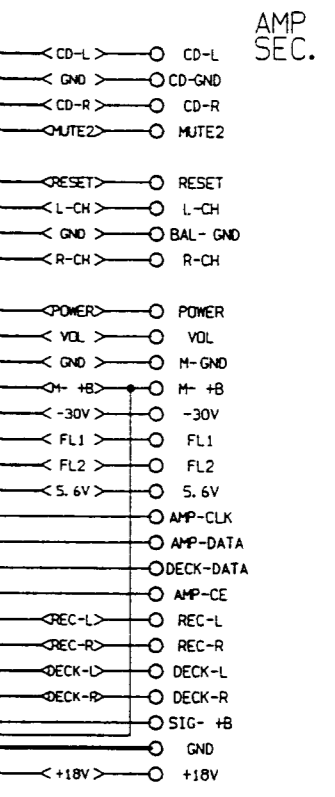 AMP
SEC.
<CD-L> CD-L
< GND > CD-GND
<CD-R> CD-R
<MUTE2> MUTE2
<RESET> RESET
<L-CH> L-CH
< GND > BAL- GND
<R-CH> R-CH
<POWER> POWER
< VOL > VOL
< GND > M-GND
<M- +B> M- +B
<-30V> -30V
< FL1 > FL1
< FL2 > FL2
<5.6V> 5.6V
AMP-CLK
AMP-DATA
DECK-DATA
AMP-CE
<REC-L> REC-L
<REC-R> REC-R
<DECK-L> DECK-L
<DECK-R> DECK-R
SIG- +B
GND
<+18V> +18V